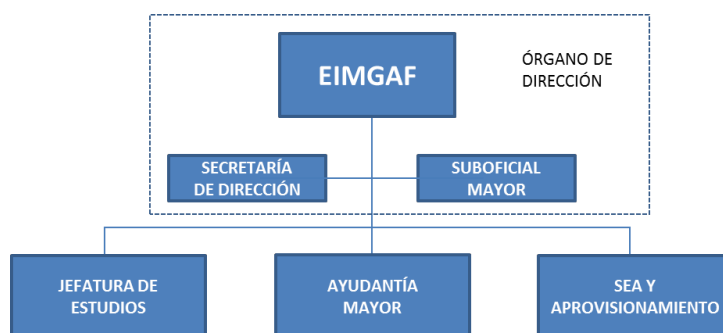 EIMGAF
ÓRGANO DE
DIRECCIÓN
SECRETARÍA
DE DIRECCIÓN
SUBOFICIAL
MAYOR
JEFATURA DE
ESTUDIOS
AYUDANTÍA
MAYOR
SEA Y
APROVISIONAMIENTO